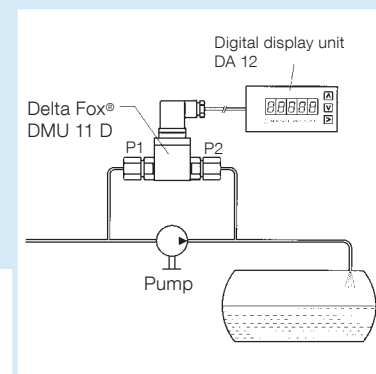 Digital display unit
DA 12
Delta Fox®
DMU 11 D
P1 P2
Pump